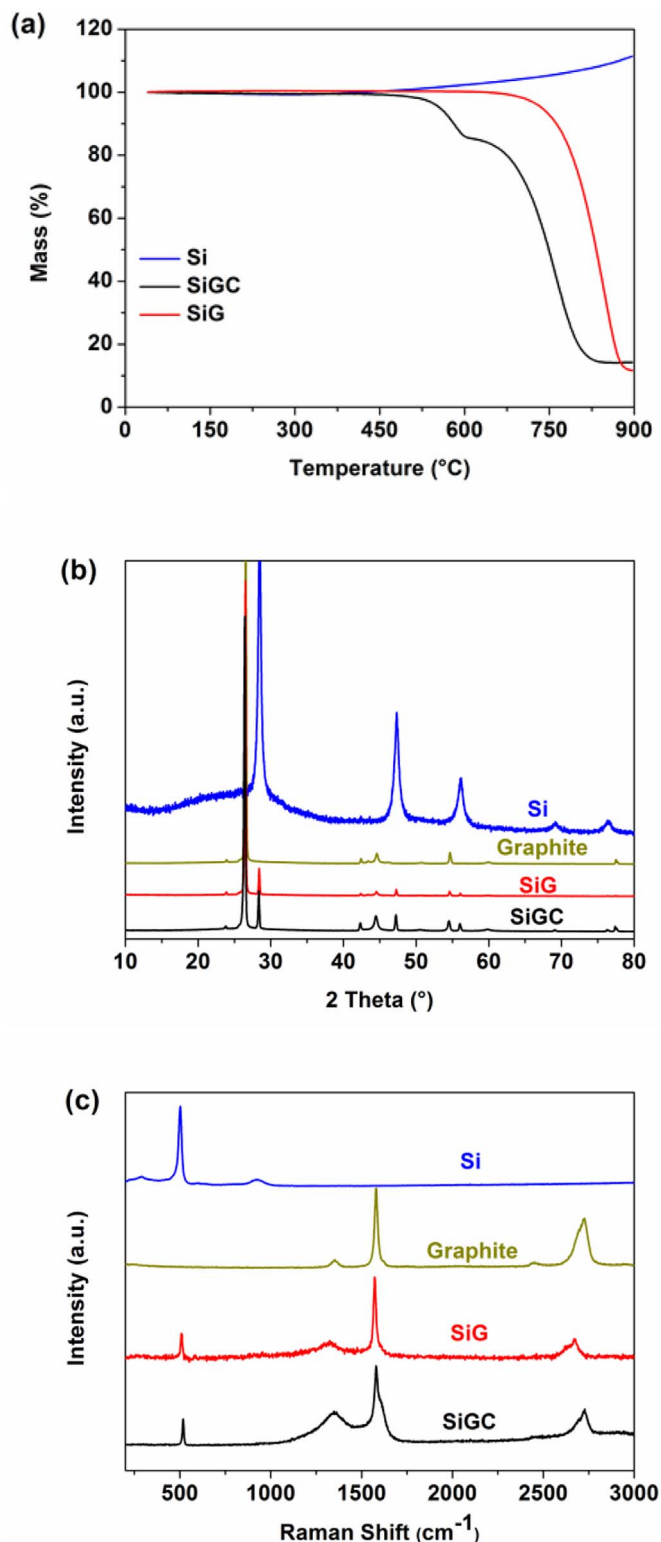 (a)
120
100
80
60
40
20
0
Mass (%)
Si
SiGC
SiG
0 150 300 450 600 750 900
Temperature (°C)
(b)
Intensity (a.u.)
Si
Graphite
SiG
SiGC
10 20 30 40 50 60 70 80
2 Theta (°)
(c)
Intensity (a.u.)
Si
Graphite
SiG
SiGC
500 1000 1500 2000 2500 3000
Raman Shift (cm⁻¹)